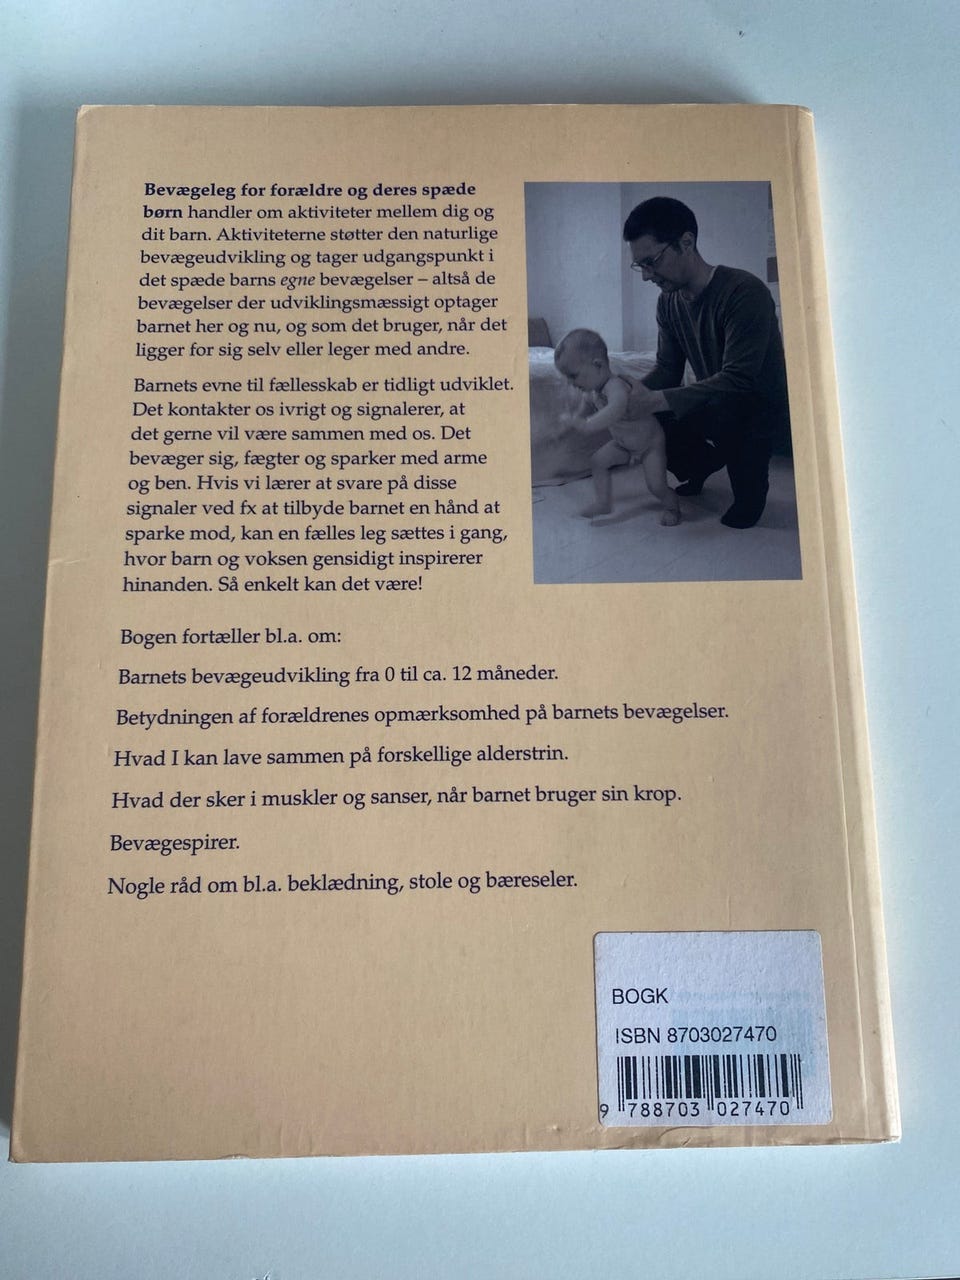 Bevægeleg for forældre og deres spæde
børn handler om aktiviteter mellem dig og
dit barn. Aktiviteterne støtter den naturlige
bevægeudvikling og tager udgangspunkt i
det spæde barns egne bevægelser – altså de
bevægelser der udviklingsmæssigt optager
barnet her og nu, og som det bruger, når det
ligger for sig selv eller leger med andre.
Barnets evne til fællesskab er tidligt udviklet.
Det kontakter os ivrigt og signalerer, at
det gerne vil være sammen med os. Det
bevæger sig, fægter og sparker med arme
og ben. Hvis vi lærer at svare på disse
signaler ved fx at tilbyde barnet en hånd at
sparke mod, kan en fælles leg sættes i gang,
hvor barn og voksen gensidigt inspirerer
hinanden. Så enkelt kan det være!
Bogen fortæller bl.a. om:
Barnets bevægeudvikling fra 0 til ca. 12 måneder.
Betydningen af forældrenes opmærksomhed på barnets bevægelser.
Hvad I kan lave sammen på forskellige alderstrin.
Hvad der sker i muskler og sanser, når barnet bruger sin krop.
Bevægespirer.
Nogle råd om bl.a. beklædning, stole og bæreseler.
BOGK
ISBN 8703027470
9 788703 027470